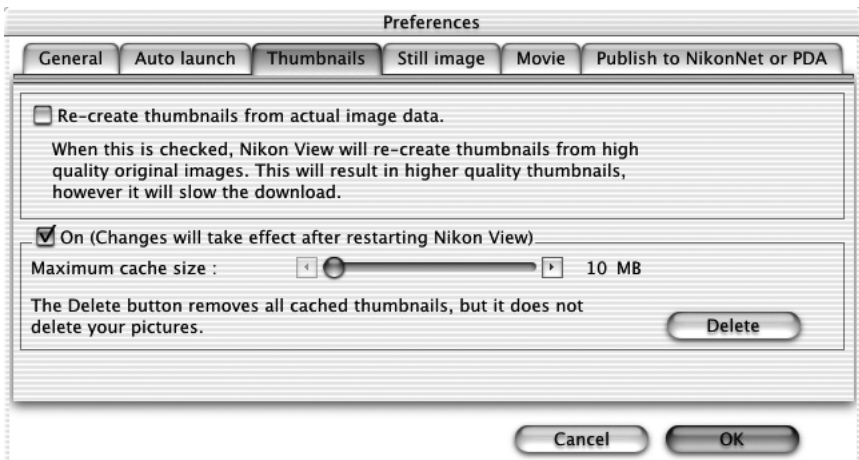 Preferences
General Auto launch Thumbnails Still image Movie Publish to NikonNet or PDA
Re-create thumbnails from actual image data.
When this is checked, Nikon View will re-create thumbnails from high
quality original images. This will result in higher quality thumbnails,
however it will slow the download.
On (Changes will take effect after restarting Nikon View)
Maximum cache size : 10 MB
The Delete button removes all cached thumbnails, but it does not
delete your pictures.
Delete
Cancel OK